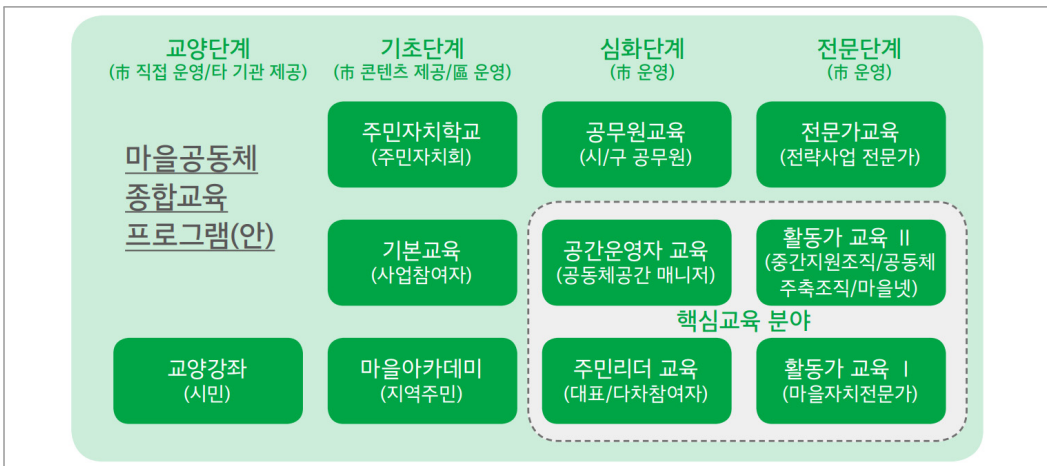 교양단계
(市 직접 운영/타 기관 제공)
기초단계
(市 콘텐츠 제공/區 운영)
심화단계
(市 운영)
전문단계
(市 운영)
마을공동체
종합교육
프로그램(안)
주민자치학교
(주민자치회)
공무원교육
(시/구 공무원)
전문가교육
(전략사업 전문가)
기본교육
(사업참여자)
공간운영자 교육
(공동체공간 매니저)
활동가 교육 Ⅱ
(중간지원조직/공동체
주축조직/마을넷)
핵심교육 분야
교양강좌
(시민)
마을아카데미
(지역주민)
주민리더 교육
(대표/다차참여자)
활동가 교육 Ⅰ
(마을자치전문가)